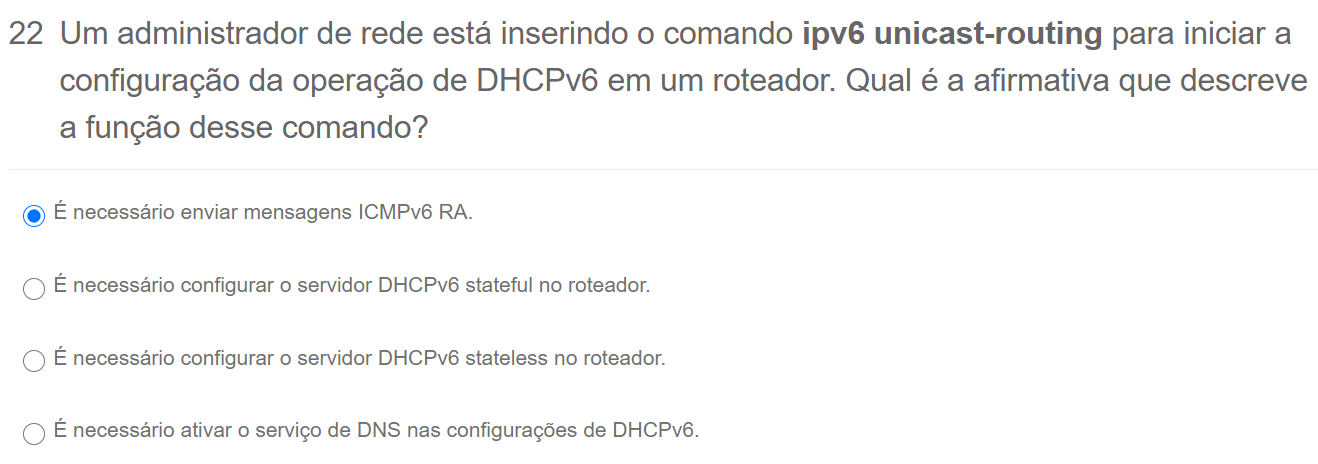 22 Um administrador de rede está inserindo o comando ipv6 unicast-routing para iniciar a
configuração da operação de DHCPv6 em um roteador. Qual é a afirmativa que descreve
a função desse comando?
É necessário enviar mensagens ICMPv6 RA.
É necessário configurar o servidor DHCPv6 stateful no roteador.
É necessário configurar o servidor DHCPv6 stateless no roteador.
É necessário ativar o serviço de DNS nas configurações de DHCPv6.